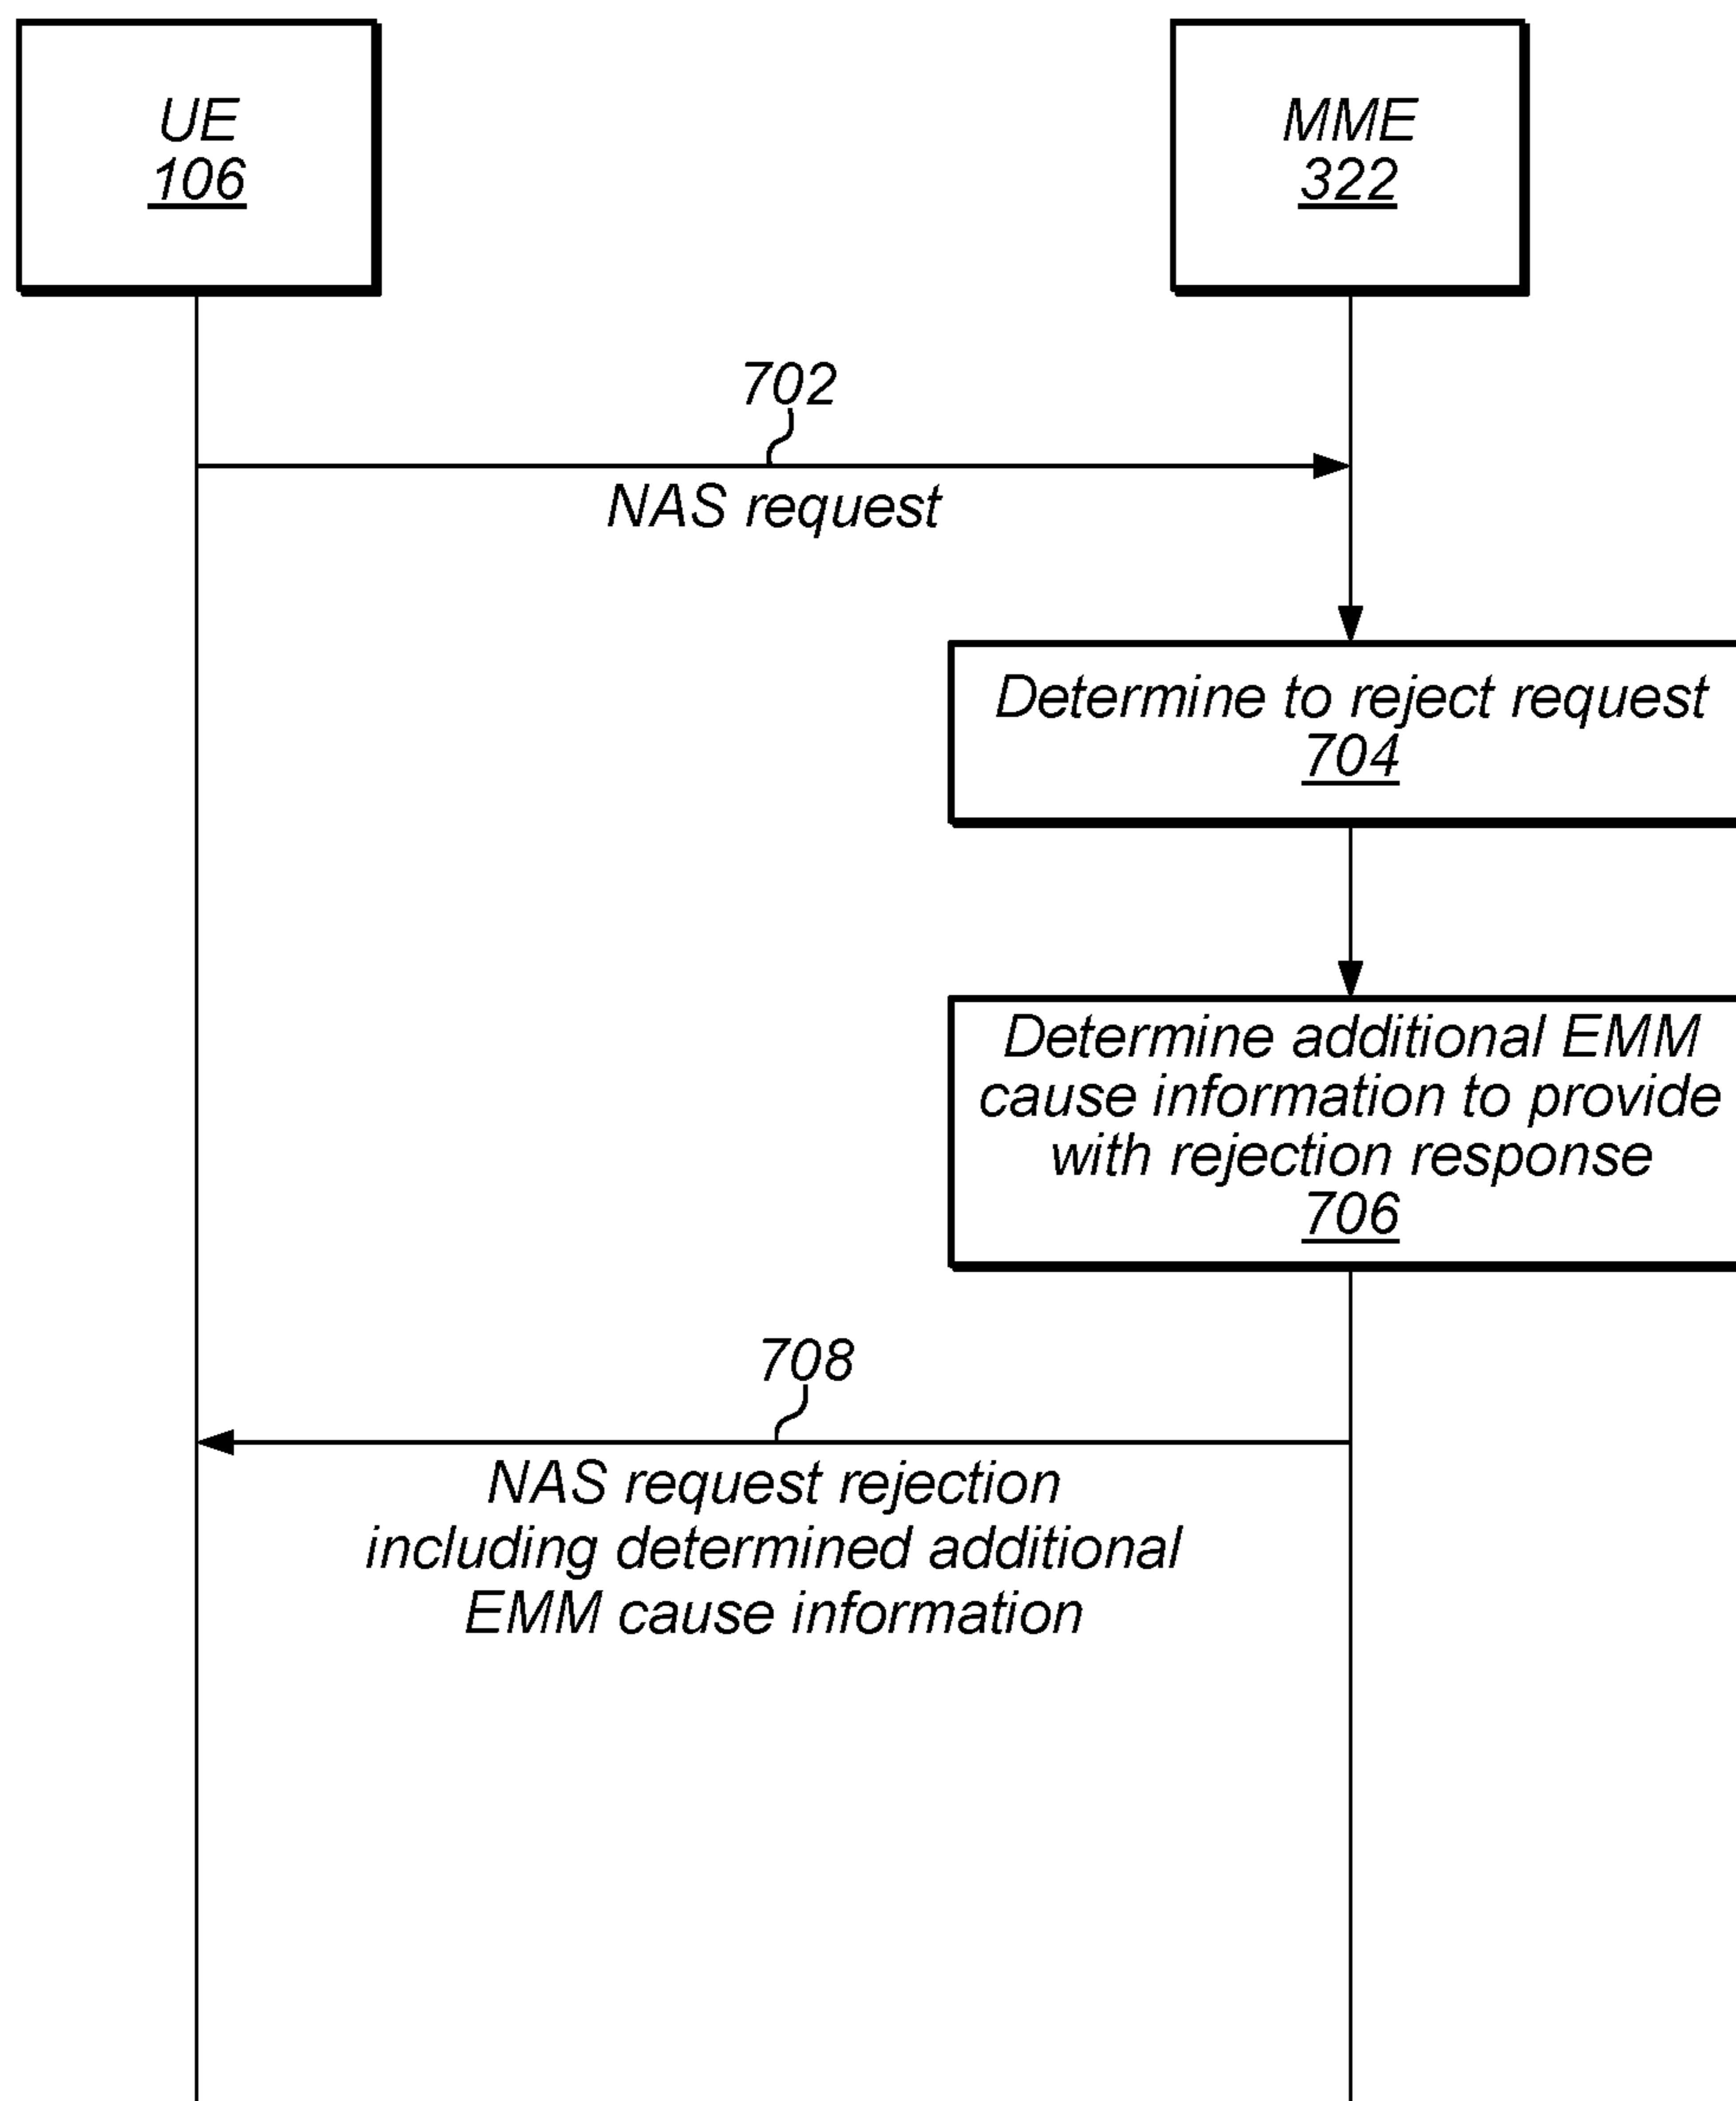 UE
106
MME
322
702
NAS request
Determine to reject request
704
Determine additional EMM
cause information to provide
with rejection response
706
708
NAS request rejection
including determined additional
EMM cause information